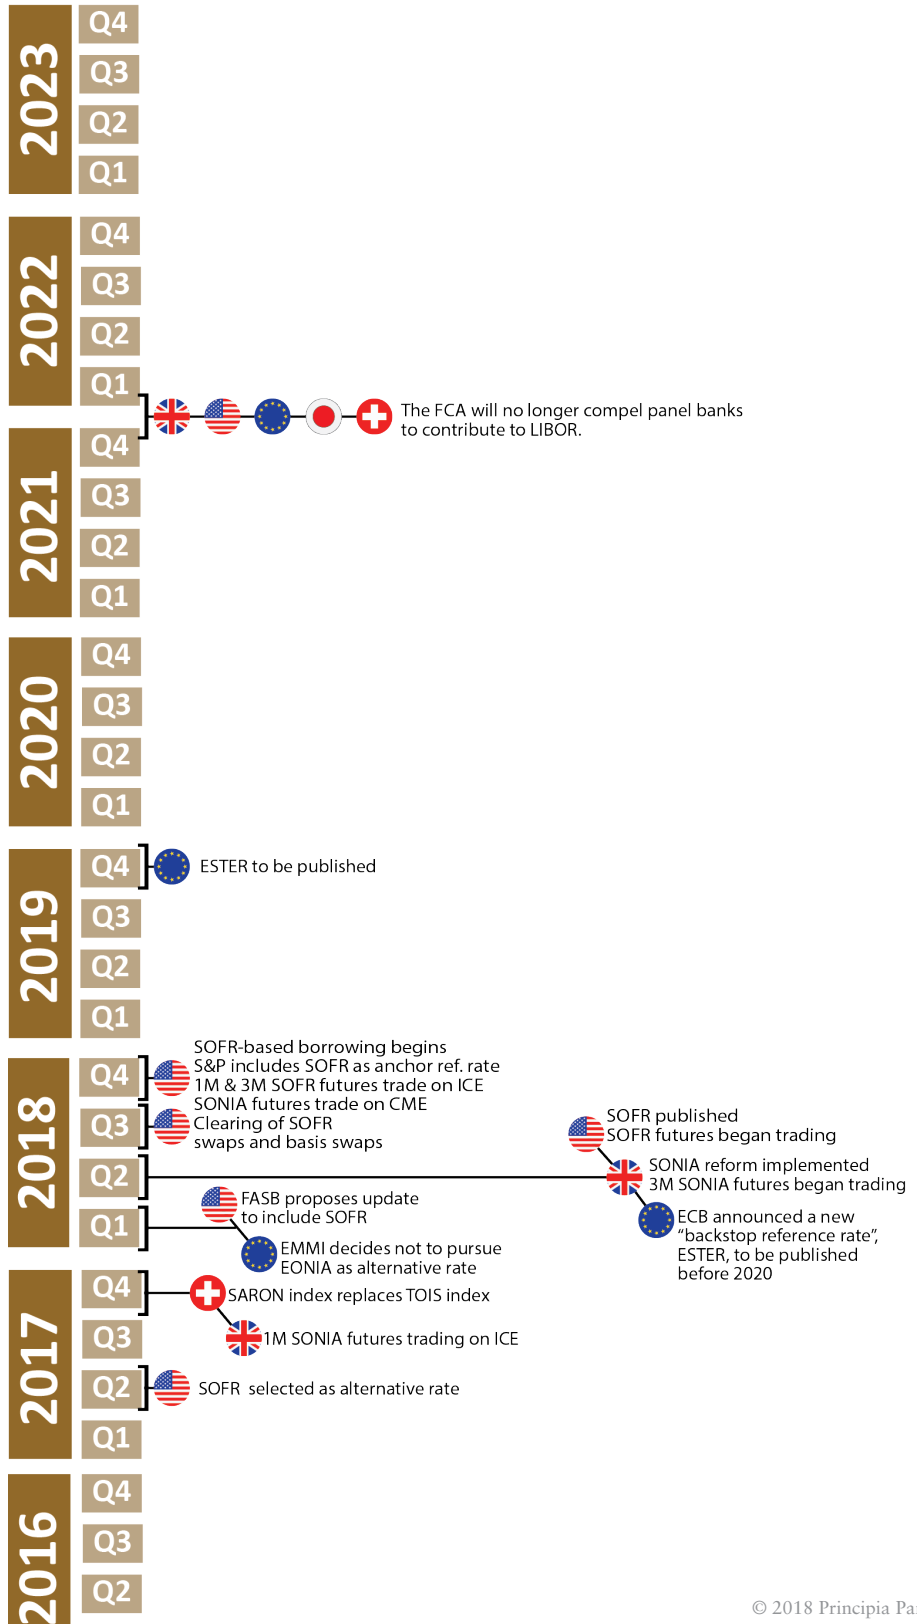 2023
Q4
Q3
Q2
Q1
2022
Q4
Q3
Q2
Q1
The FCA will no longer compel panel banks
to contribute to LIBOR.
2021
Q4
Q3
Q2
Q1
2020
Q4
Q3
Q2
Q1
2019
Q4
ESTER to be published
Q3
Q2
Q1
2018
Q4
SOFR-based borrowing begins
S&P includes SOFR as anchor ref. rate
1M & 3M SOFR futures trade on ICE
Q3
SONIA futures trade on CME
Clearing of SOFR
swaps and basis swaps
Q2
SOFR published
SOFR futures began trading
SONIA reform implemented
3M SONIA futures began trading
ECB announced a new
“backstop reference rate”,
ESTER, to be published
before 2020
Q1
FASB proposes update
to include SOFR
EMMI decides not to pursue
EONIA as alternative rate
2017
Q4
SARON index replaces TOIS index
1M SONIA futures trading on ICE
Q3
Q2
SOFR selected as alternative rate
Q1
2016
Q4
Q3
Q2
© 2018 Principia Pa